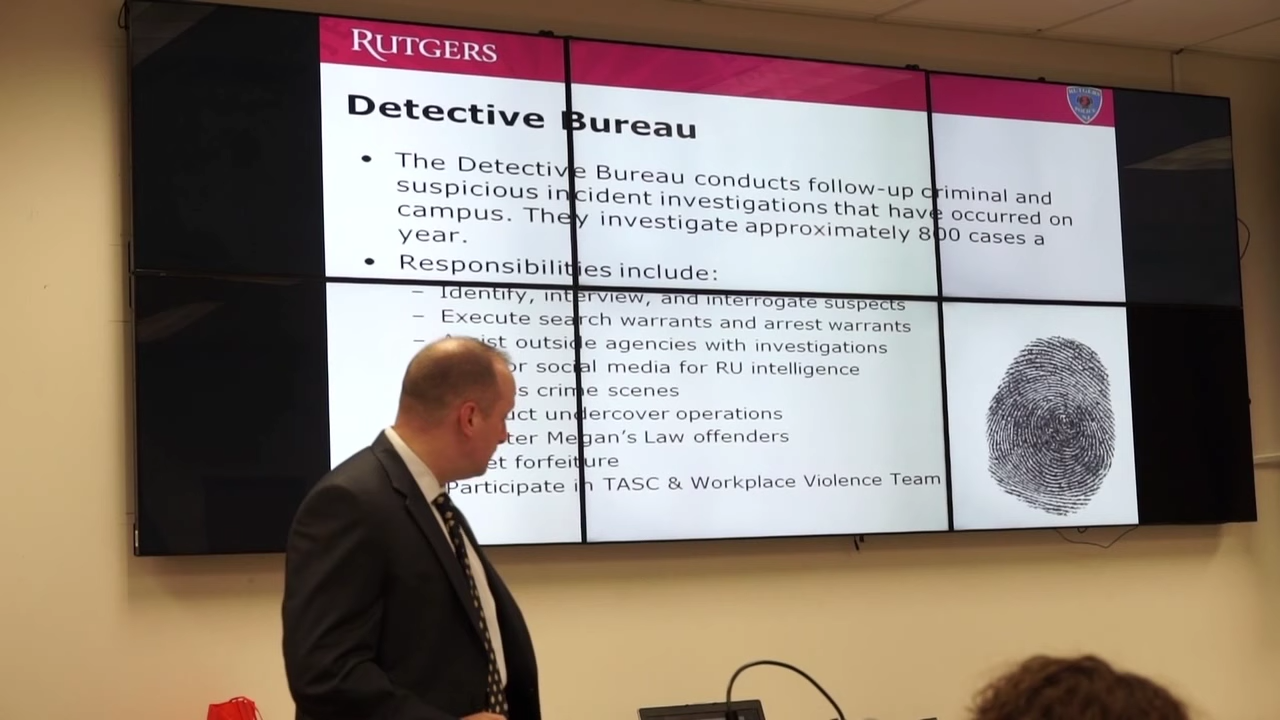 RUTGERS
Detective Bureau
• The Detective Bureau conducts follow-up criminal and
suspicious incident investigations that have occurred on
campus. They investigate approximately 800 cases a
year.
• Responsibilities include:
– Identify, interview, and interrogate suspects
– Execute search warrants and arrest warrants
– outside agencies with investigations
social media for RU intelligence
crime scenes
undercover operations
Megan's Law offenders
forfeiture
Participate in TASC & Workplace Violence Team